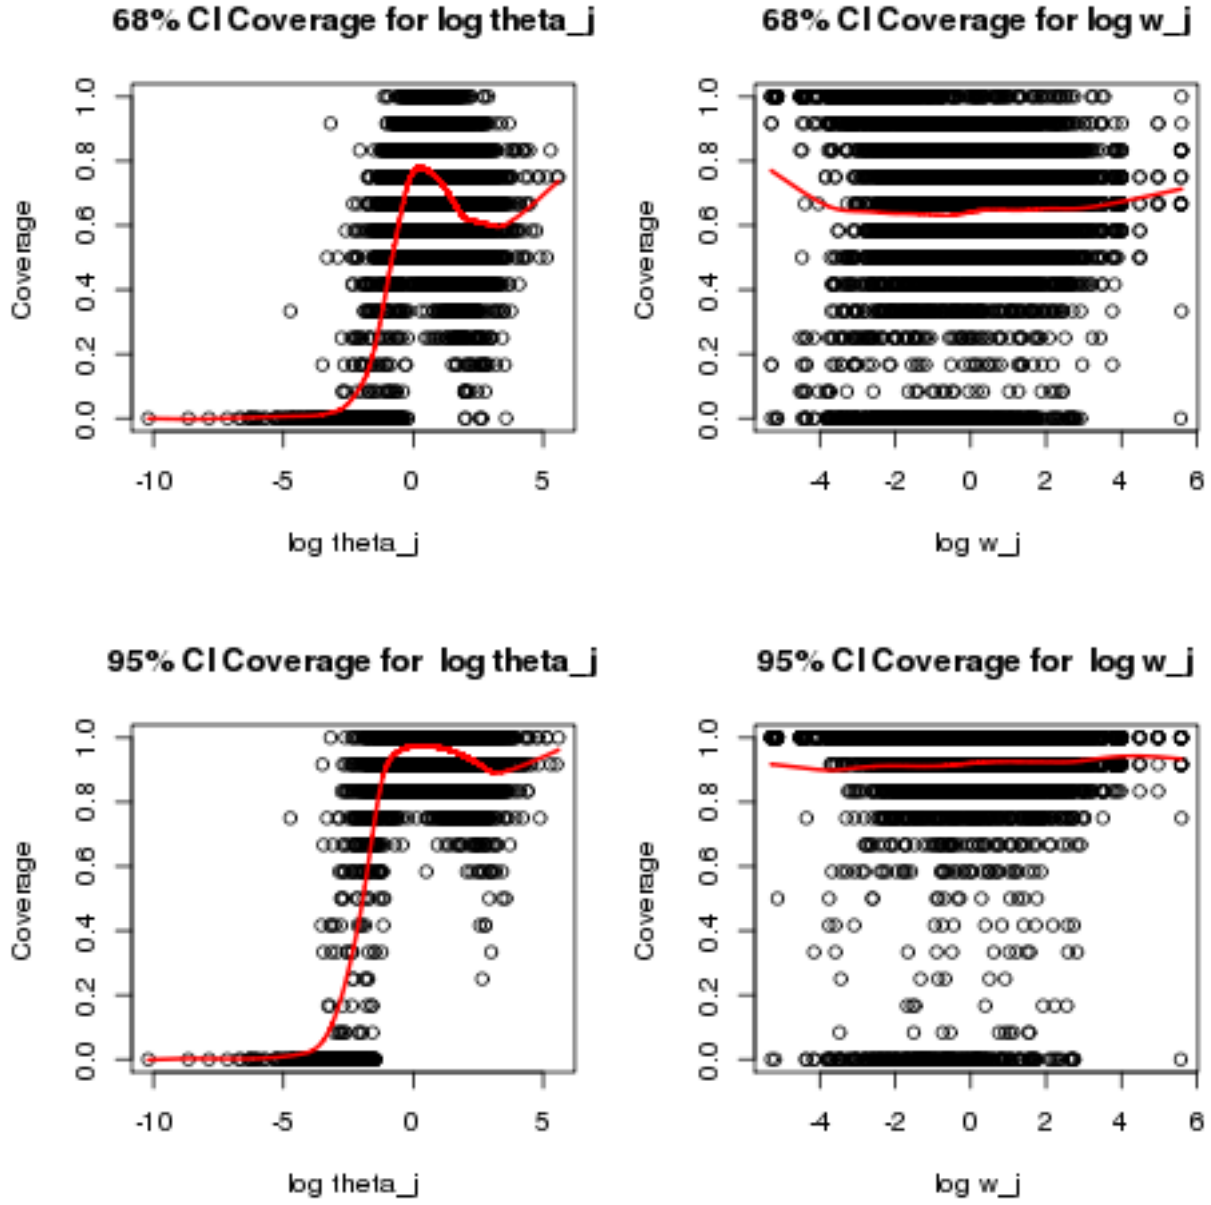 68% CI Coverage for log theta_j
Coverage
0.0 0.2 0.4 0.6 0.8 1.0
-10 -5 0 5
log theta_j
68% CI Coverage for log w_j
Coverage
0.0 0.2 0.4 0.6 0.8 1.0
-4 -2 0 2 4 6
log w_j
95% CI Coverage for log theta_j
Coverage
0.0 0.2 0.4 0.6 0.8 1.0
-10 -5 0 5
log theta_j
95% CI Coverage for log w_j
Coverage
0.0 0.2 0.4 0.6 0.8 1.0
-4 -2 0 2 4 6
log w_j